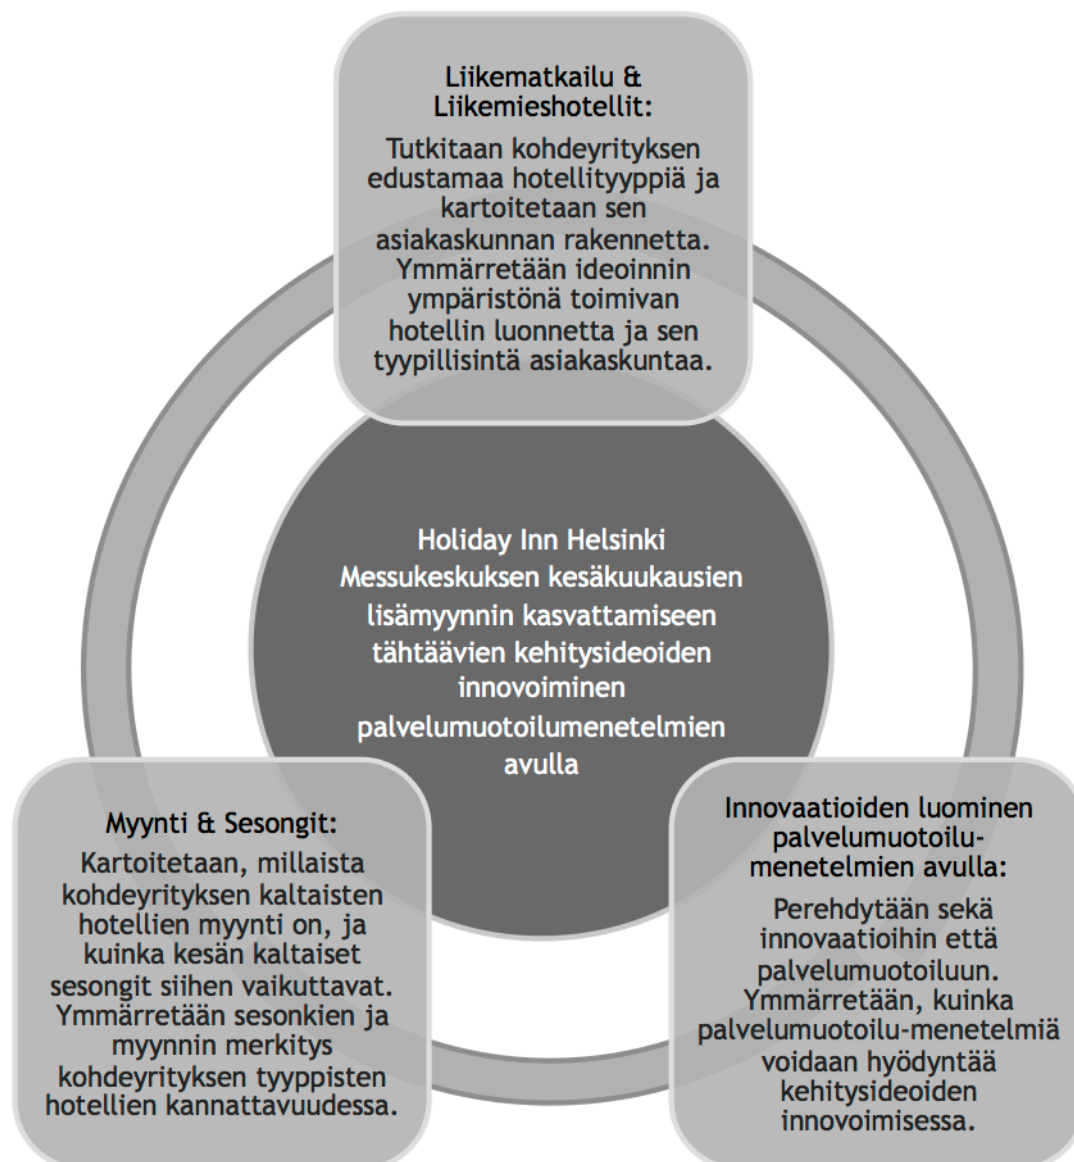 Liikematkailu &
Liikemieshotellit:
Tutkitaan kohdeyrityksen
edustamaa hotellityyppiä ja
kartoitetaan sen
asiakaskunnan rakennetta.
Ymmärretään ideoinnin
ympäristönä toimivan
hotellin luonnetta ja sen
tyypillisintä asiakaskuntaa.
Holiday Inn Helsinki
Messukeskuksen kesäkuukausien
lisämyynnin kasvattamiseen
tähtäävien kehitysideoiden
innovoiminen
palvelumuotoilumenetelmien
avulla
Myynti & Sesongit:
Kartoitetaan, millaista
kohdeyrityksen kaltaisten
hotellien myynti on, ja
kuinka kesän kaltaiset
sesongit siihen vaikuttavat.
Ymmärretään sesonkien ja
myynnin merkitys
kohdeyrityksen tyyppisten
hotellien kannattavuudessa.
Innovaatioiden luominen
palvelumuotoilu-
menetelmien avulla:
Perehdytään sekä
innovaatioihin että
palvelumuotoiluun.
Ymmärretään, kuinka
palvelumuotoilu-menetelmiä
voidaan hyödyntää
kehitysideoiden
innovoimisessa.